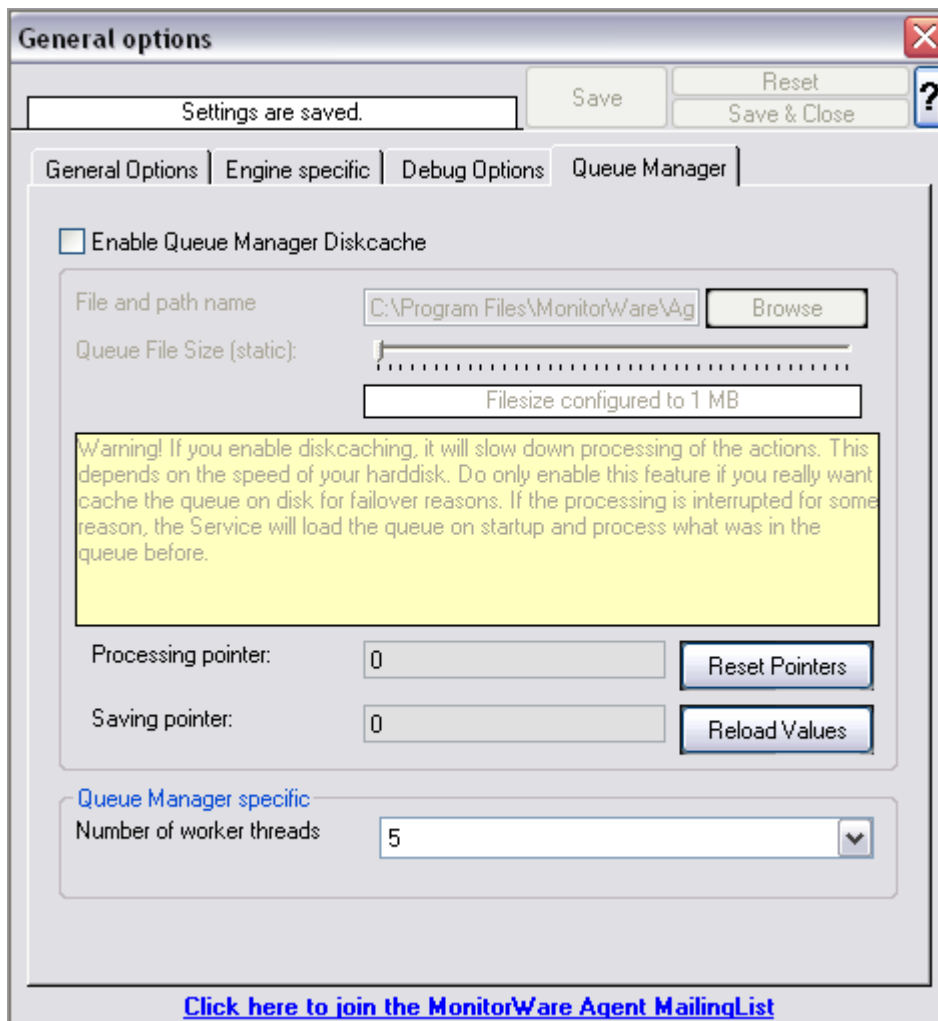 General options
Settings are saved.
Save
Reset
Save & Close
?
General Options
Engine specific
Debug Options
Queue Manager
Enable Queue Manager Diskcache
File and path name
C:\Program Files\MonitorWare\Ag
Browse
Queue File Size (static):
Filesize configured to 1 MB
Warning! If you enable diskcaching, it will slow down processing of the actions. This
depends on the speed of your harddisk. Do only enable this feature if you really want
cache the queue on disk for failover reasons. If the processing is interrupted for some
reason, the Service will load the queue on startup and process what was in the
queue before.
Processing pointer:
0
Reset Pointers
Saving pointer:
0
Reload Values
Queue Manager specific
Number of worker threads
5
Click here to join the MonitorWare Agent MailingList